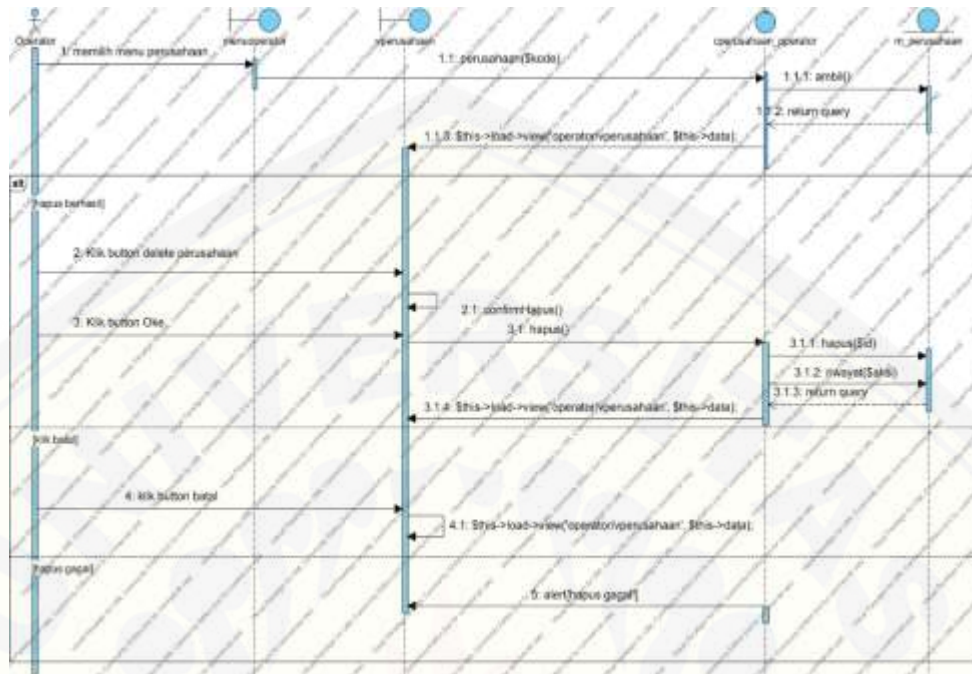 Operator menuoperator vperusahaan cperusahaan_operator m_perusahaan
1: memilih menu perusahaan
1.1: perusahaan($kode)
1.1.1: ambil()
1.1.2: return query
1.1.3: $this->load->view('operator/vperusahaan', $this->data);
alt
[hapus berhasil]
2: Klik button delete perusahaan
2.1: confirmHapus()
3: Klik button Oke
3.1: hapus()
3.1.1: hapus($id)
3.1.2: riwayat($aksi)
3.1.3: return query
3.1.4: $this->load->view('operator/vperusahaan', $this->data);
[klik batal]
4: klik button batal
4.1: $this->load->view('operator/vperusahaan', $this->data);
[hapus gagal]
5: alert['hapus gagal']